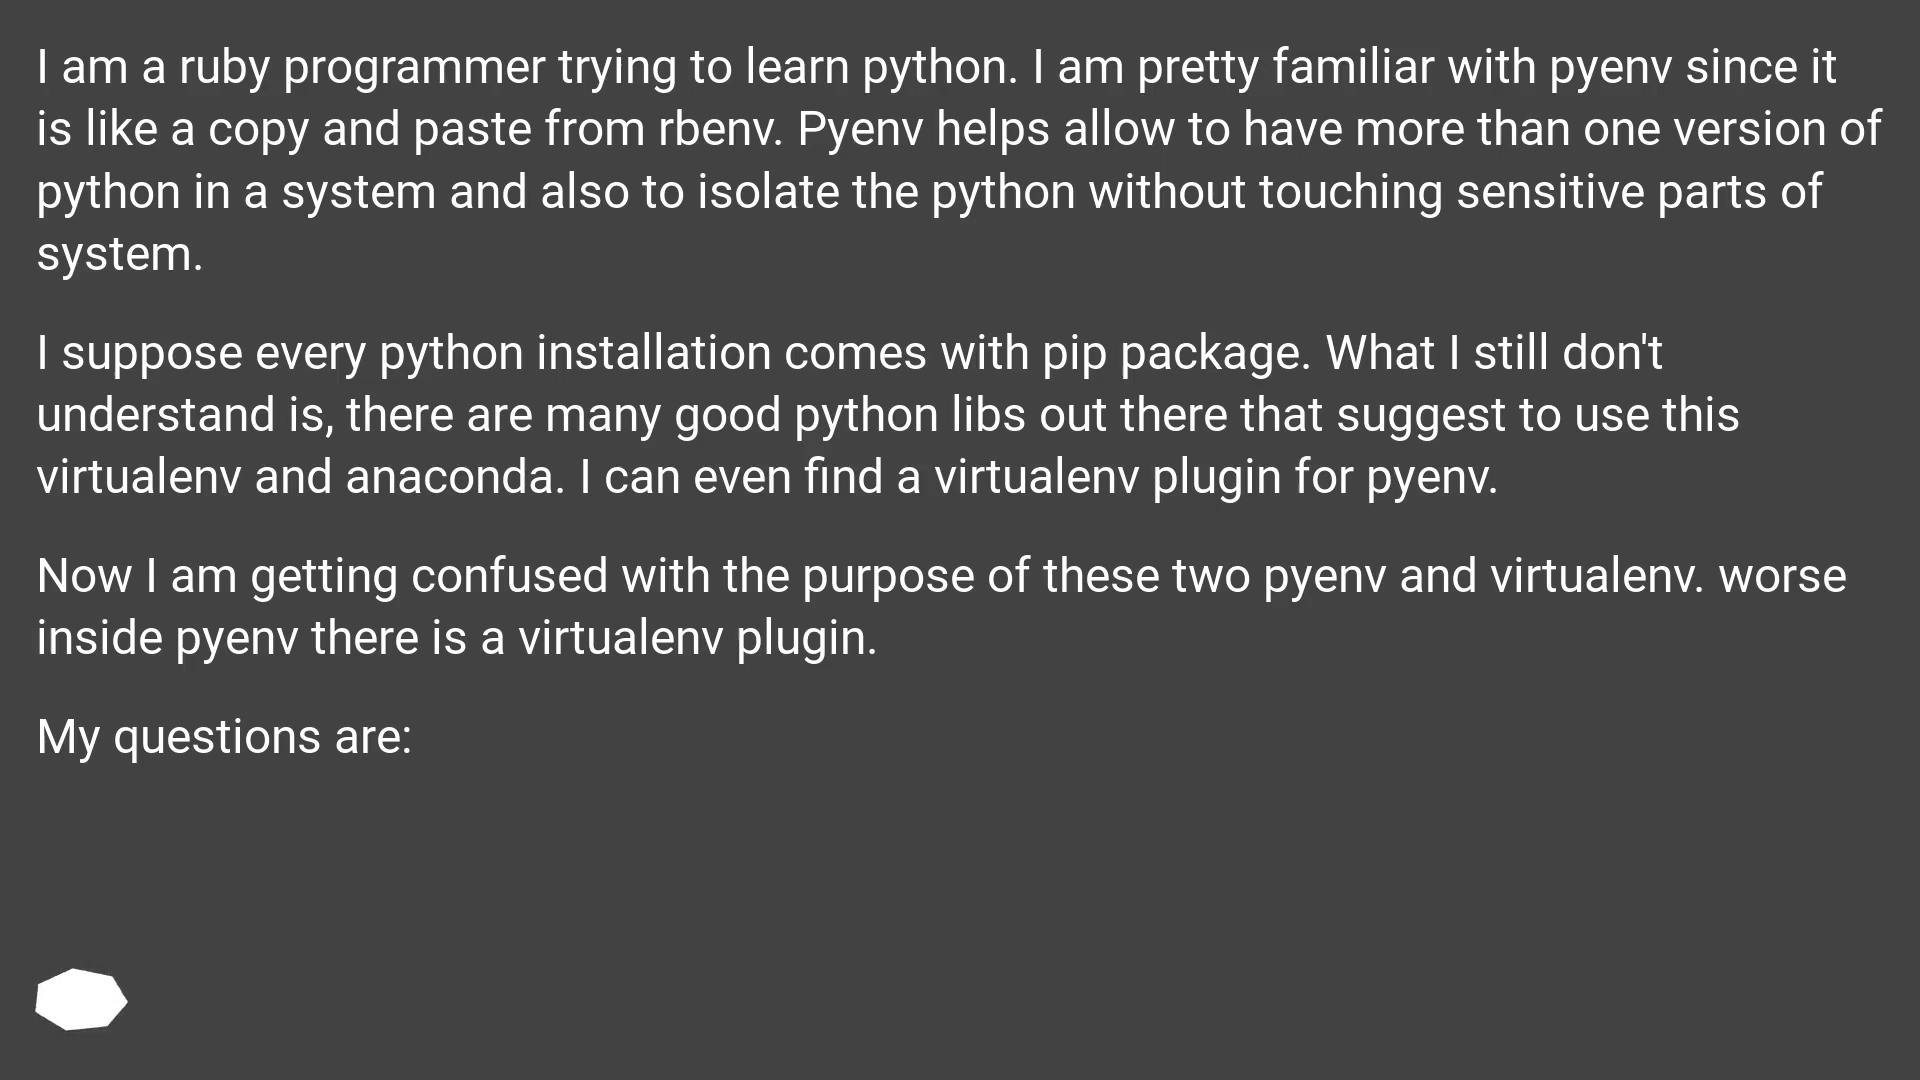 I am a ruby programmer trying to learn python. I am pretty familiar with pyenv since it
is like a copy and paste from rbenv. Pyenv helps allow to have more than one version of
python in a system and also to isolate the python without touching sensitive parts of
system.
I suppose every python installation comes with pip package. What I still don't
understand is, there are many good python libs out there that suggest to use this
virtualenv and anaconda. I can even find a virtualenv plugin for pyenv.
Now I am getting confused with the purpose of these two pyenv and virtualenv. worse
inside pyenv there is a virtualenv plugin.
My questions are: